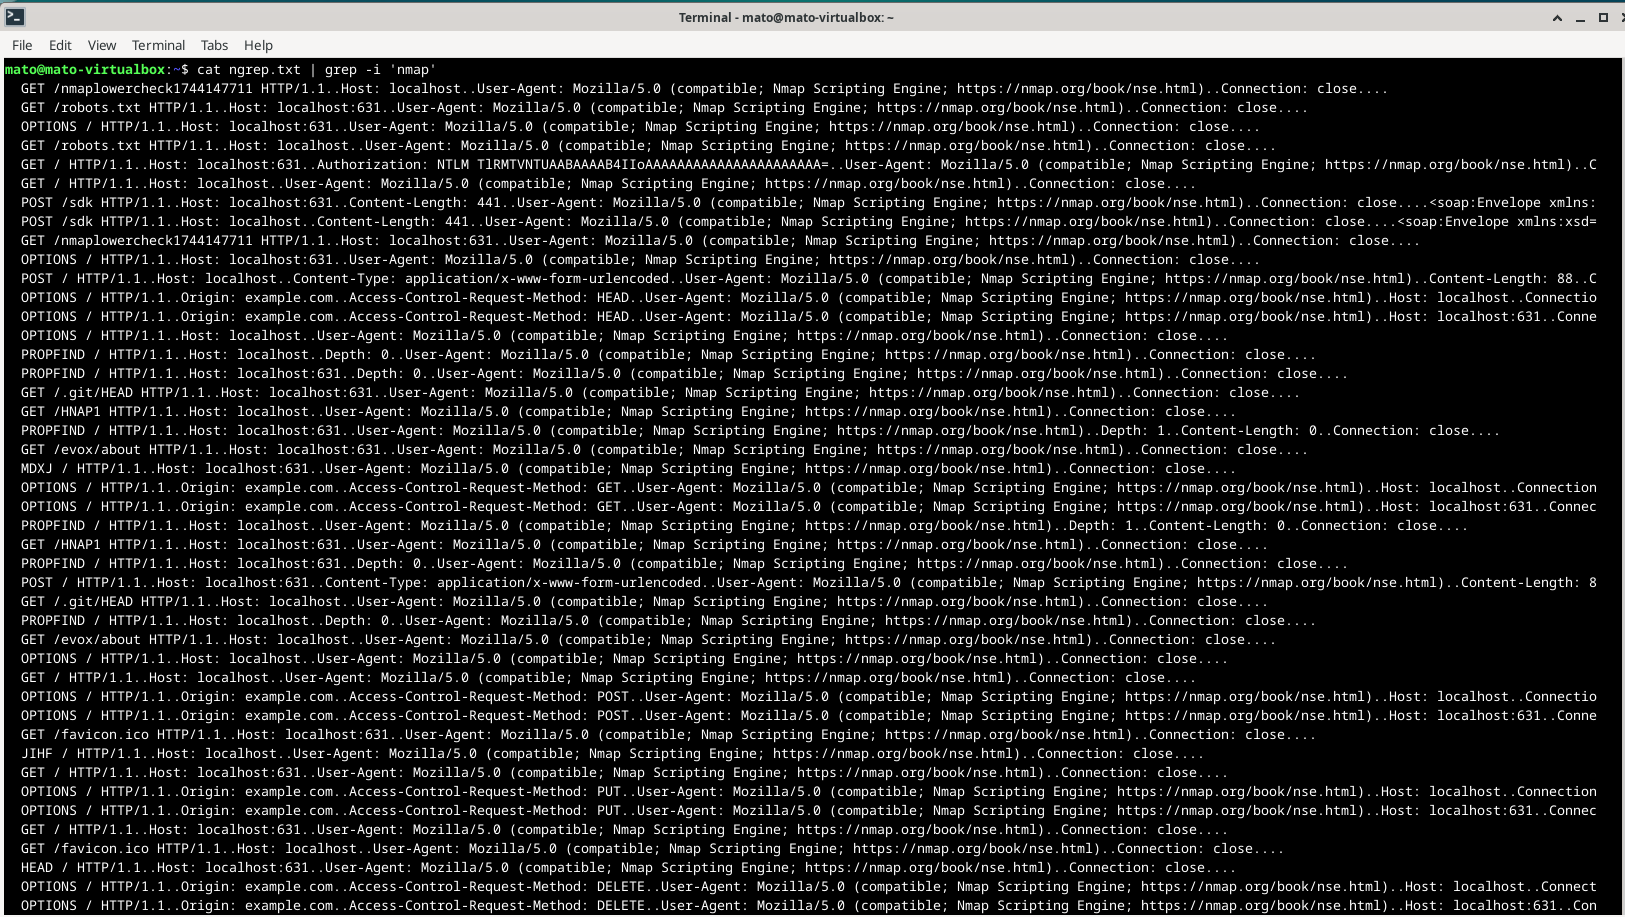 Terminal - mato@mato-virtualbox: ~
File Edit View Terminal Tabs Help
mato@mato-virtualbox:~$ cat ngrep.txt | grep -i 'nmap'
GET /nmaplowercheck1744147711 HTTP/1.1..Host: localhost..User-Agent: Mozilla/5.0 (compatible; Nmap Scripting Engine; https://nmap.org/book/nse.html)..Connection: close....
GET /robots.txt HTTP/1.1..Host: localhost:631..User-Agent: Mozilla/5.0 (compatible; Nmap Scripting Engine; https://nmap.org/book/nse.html)..Connection: close....
OPTIONS / HTTP/1.1..Host: localhost:631..User-Agent: Mozilla/5.0 (compatible; Nmap Scripting Engine; https://nmap.org/book/nse.html)..Connection: close....
GET /robots.txt HTTP/1.1..Host: localhost..User-Agent: Mozilla/5.0 (compatible; Nmap Scripting Engine; https://nmap.org/book/nse.html)..Connection: close....
GET / HTTP/1.1..Host: localhost:631..Authorization: NTLM TlRMTVNTUAABAAAAB4IIoAAAAAAAAAAAAAAAAAAAAAA=..User-Agent: Mozilla/5.0 (compatible; Nmap Scripting Engine; https://nmap.org/book/nse.html)..C
GET / HTTP/1.1..Host: localhost..User-Agent: Mozilla/5.0 (compatible; Nmap Scripting Engine; https://nmap.org/book/nse.html)..Connection: close....
POST /sdk HTTP/1.1..Host: localhost:631..Content-Length: 441..User-Agent: Mozilla/5.0 (compatible; Nmap Scripting Engine; https://nmap.org/book/nse.html)..Connection: close....<soap:Envelope xmlns:
POST /sdk HTTP/1.1..Host: localhost..Content-Length: 441..User-Agent: Mozilla/5.0 (compatible; Nmap Scripting Engine; https://nmap.org/book/nse.html)..Connection: close....<soap:Envelope xmlns:xsd=
GET /nmaplowercheck1744147711 HTTP/1.1..Host: localhost:631..User-Agent: Mozilla/5.0 (compatible; Nmap Scripting Engine; https://nmap.org/book/nse.html)..Connection: close....
OPTIONS / HTTP/1.1..Host: localhost:631..User-Agent: Mozilla/5.0 (compatible; Nmap Scripting Engine; https://nmap.org/book/nse.html)..Connection: close....
POST / HTTP/1.1..Host: localhost..Content-Type: application/x-www-form-urlencoded..User-Agent: Mozilla/5.0 (compatible; Nmap Scripting Engine; https://nmap.org/book/nse.html)..Content-Length: 88..C
OPTIONS / HTTP/1.1..Origin: example.com..Access-Control-Request-Method: HEAD..User-Agent: Mozilla/5.0 (compatible; Nmap Scripting Engine; https://nmap.org/book/nse.html)..Host: localhost..Connectio
OPTIONS / HTTP/1.1..Origin: example.com..Access-Control-Request-Method: HEAD..User-Agent: Mozilla/5.0 (compatible; Nmap Scripting Engine; https://nmap.org/book/nse.html)..Host: localhost:631..Conne
OPTIONS / HTTP/1.1..Host: localhost..User-Agent: Mozilla/5.0 (compatible; Nmap Scripting Engine; https://nmap.org/book/nse.html)..Connection: close....
PROPFIND / HTTP/1.1..Host: localhost..Depth: 0..User-Agent: Mozilla/5.0 (compatible; Nmap Scripting Engine; https://nmap.org/book/nse.html)..Connection: close....
PROPFIND / HTTP/1.1..Host: localhost:631..Depth: 0..User-Agent: Mozilla/5.0 (compatible; Nmap Scripting Engine; https://nmap.org/book/nse.html)..Connection: close....
GET /.git/HEAD HTTP/1.1..Host: localhost:631..User-Agent: Mozilla/5.0 (compatible; Nmap Scripting Engine; https://nmap.org/book/nse.html)..Connection: close....
GET /HNAP1 HTTP/1.1..Host: localhost..User-Agent: Mozilla/5.0 (compatible; Nmap Scripting Engine; https://nmap.org/book/nse.html)..Connection: close....
PROPFIND / HTTP/1.1..Host: localhost:631..User-Agent: Mozilla/5.0 (compatible; Nmap Scripting Engine; https://nmap.org/book/nse.html)..Depth: 1..Content-Length: 0..Connection: close....
GET /evox/about HTTP/1.1..Host: localhost:631..User-Agent: Mozilla/5.0 (compatible; Nmap Scripting Engine; https://nmap.org/book/nse.html)..Connection: close....
MDXJ / HTTP/1.1..Host: localhost:631..User-Agent: Mozilla/5.0 (compatible; Nmap Scripting Engine; https://nmap.org/book/nse.html)..Connection: close....
OPTIONS / HTTP/1.1..Origin: example.com..Access-Control-Request-Method: GET..User-Agent: Mozilla/5.0 (compatible; Nmap Scripting Engine; https://nmap.org/book/nse.html)..Host: localhost..Connection
OPTIONS / HTTP/1.1..Origin: example.com..Access-Control-Request-Method: GET..User-Agent: Mozilla/5.0 (compatible; Nmap Scripting Engine; https://nmap.org/book/nse.html)..Host: localhost:631..Connec
PROPFIND / HTTP/1.1..Host: localhost..User-Agent: Mozilla/5.0 (compatible; Nmap Scripting Engine; https://nmap.org/book/nse.html)..Depth: 1..Content-Length: 0..Connection: close....
GET /HNAP1 HTTP/1.1..Host: localhost:631..User-Agent: Mozilla/5.0 (compatible; Nmap Scripting Engine; https://nmap.org/book/nse.html)..Connection: close....
PROPFIND / HTTP/1.1..Host: localhost:631..Depth: 0..User-Agent: Mozilla/5.0 (compatible; Nmap Scripting Engine; https://nmap.org/book/nse.html)..Connection: close....
POST / HTTP/1.1..Host: localhost:631..Content-Type: application/x-www-form-urlencoded..User-Agent: Mozilla/5.0 (compatible; Nmap Scripting Engine; https://nmap.org/book/nse.html)..Content-Length: 8
GET /.git/HEAD HTTP/1.1..Host: localhost..User-Agent: Mozilla/5.0 (compatible; Nmap Scripting Engine; https://nmap.org/book/nse.html)..Connection: close....
PROPFIND / HTTP/1.1..Host: localhost..Depth: 0..User-Agent: Mozilla/5.0 (compatible; Nmap Scripting Engine; https://nmap.org/book/nse.html)..Connection: close....
GET /evox/about HTTP/1.1..Host: localhost..User-Agent: Mozilla/5.0 (compatible; Nmap Scripting Engine; https://nmap.org/book/nse.html)..Connection: close....
OPTIONS / HTTP/1.1..Host: localhost..User-Agent: Mozilla/5.0 (compatible; Nmap Scripting Engine; https://nmap.org/book/nse.html)..Connection: close....
GET / HTTP/1.1..Host: localhost..User-Agent: Mozilla/5.0 (compatible; Nmap Scripting Engine; https://nmap.org/book/nse.html)..Connection: close....
OPTIONS / HTTP/1.1..Origin: example.com..Access-Control-Request-Method: POST..User-Agent: Mozilla/5.0 (compatible; Nmap Scripting Engine; https://nmap.org/book/nse.html)..Host: localhost..Connectio
OPTIONS / HTTP/1.1..Origin: example.com..Access-Control-Request-Method: POST..User-Agent: Mozilla/5.0 (compatible; Nmap Scripting Engine; https://nmap.org/book/nse.html)..Host: localhost:631..Conne
GET /favicon.ico HTTP/1.1..Host: localhost:631..User-Agent: Mozilla/5.0 (compatible; Nmap Scripting Engine; https://nmap.org/book/nse.html)..Connection: close....
JIHF / HTTP/1.1..Host: localhost..User-Agent: Mozilla/5.0 (compatible; Nmap Scripting Engine; https://nmap.org/book/nse.html)..Connection: close....
GET / HTTP/1.1..Host: localhost:631..User-Agent: Mozilla/5.0 (compatible; Nmap Scripting Engine; https://nmap.org/book/nse.html)..Connection: close....
OPTIONS / HTTP/1.1..Origin: example.com..Access-Control-Request-Method: PUT..User-Agent: Mozilla/5.0 (compatible; Nmap Scripting Engine; https://nmap.org/book/nse.html)..Host: localhost..Connection
OPTIONS / HTTP/1.1..Origin: example.com..Access-Control-Request-Method: PUT..User-Agent: Mozilla/5.0 (compatible; Nmap Scripting Engine; https://nmap.org/book/nse.html)..Host: localhost:631..Connec
GET / HTTP/1.1..Host: localhost:631..User-Agent: Mozilla/5.0 (compatible; Nmap Scripting Engine; https://nmap.org/book/nse.html)..Connection: close....
GET /favicon.ico HTTP/1.1..Host: localhost..User-Agent: Mozilla/5.0 (compatible; Nmap Scripting Engine; https://nmap.org/book/nse.html)..Connection: close....
HEAD / HTTP/1.1..Host: localhost:631..User-Agent: Mozilla/5.0 (compatible; Nmap Scripting Engine; https://nmap.org/book/nse.html)..Connection: close....
OPTIONS / HTTP/1.1..Origin: example.com..Access-Control-Request-Method: DELETE..User-Agent: Mozilla/5.0 (compatible; Nmap Scripting Engine; https://nmap.org/book/nse.html)..Host: localhost..Connect
OPTIONS / HTTP/1.1..Origin: example.com..Access-Control-Request-Method: DELETE..User-Agent: Mozilla/5.0 (compatible; Nmap Scripting Engine; https://nmap.org/book/nse.html)..Host: localhost:631..Con